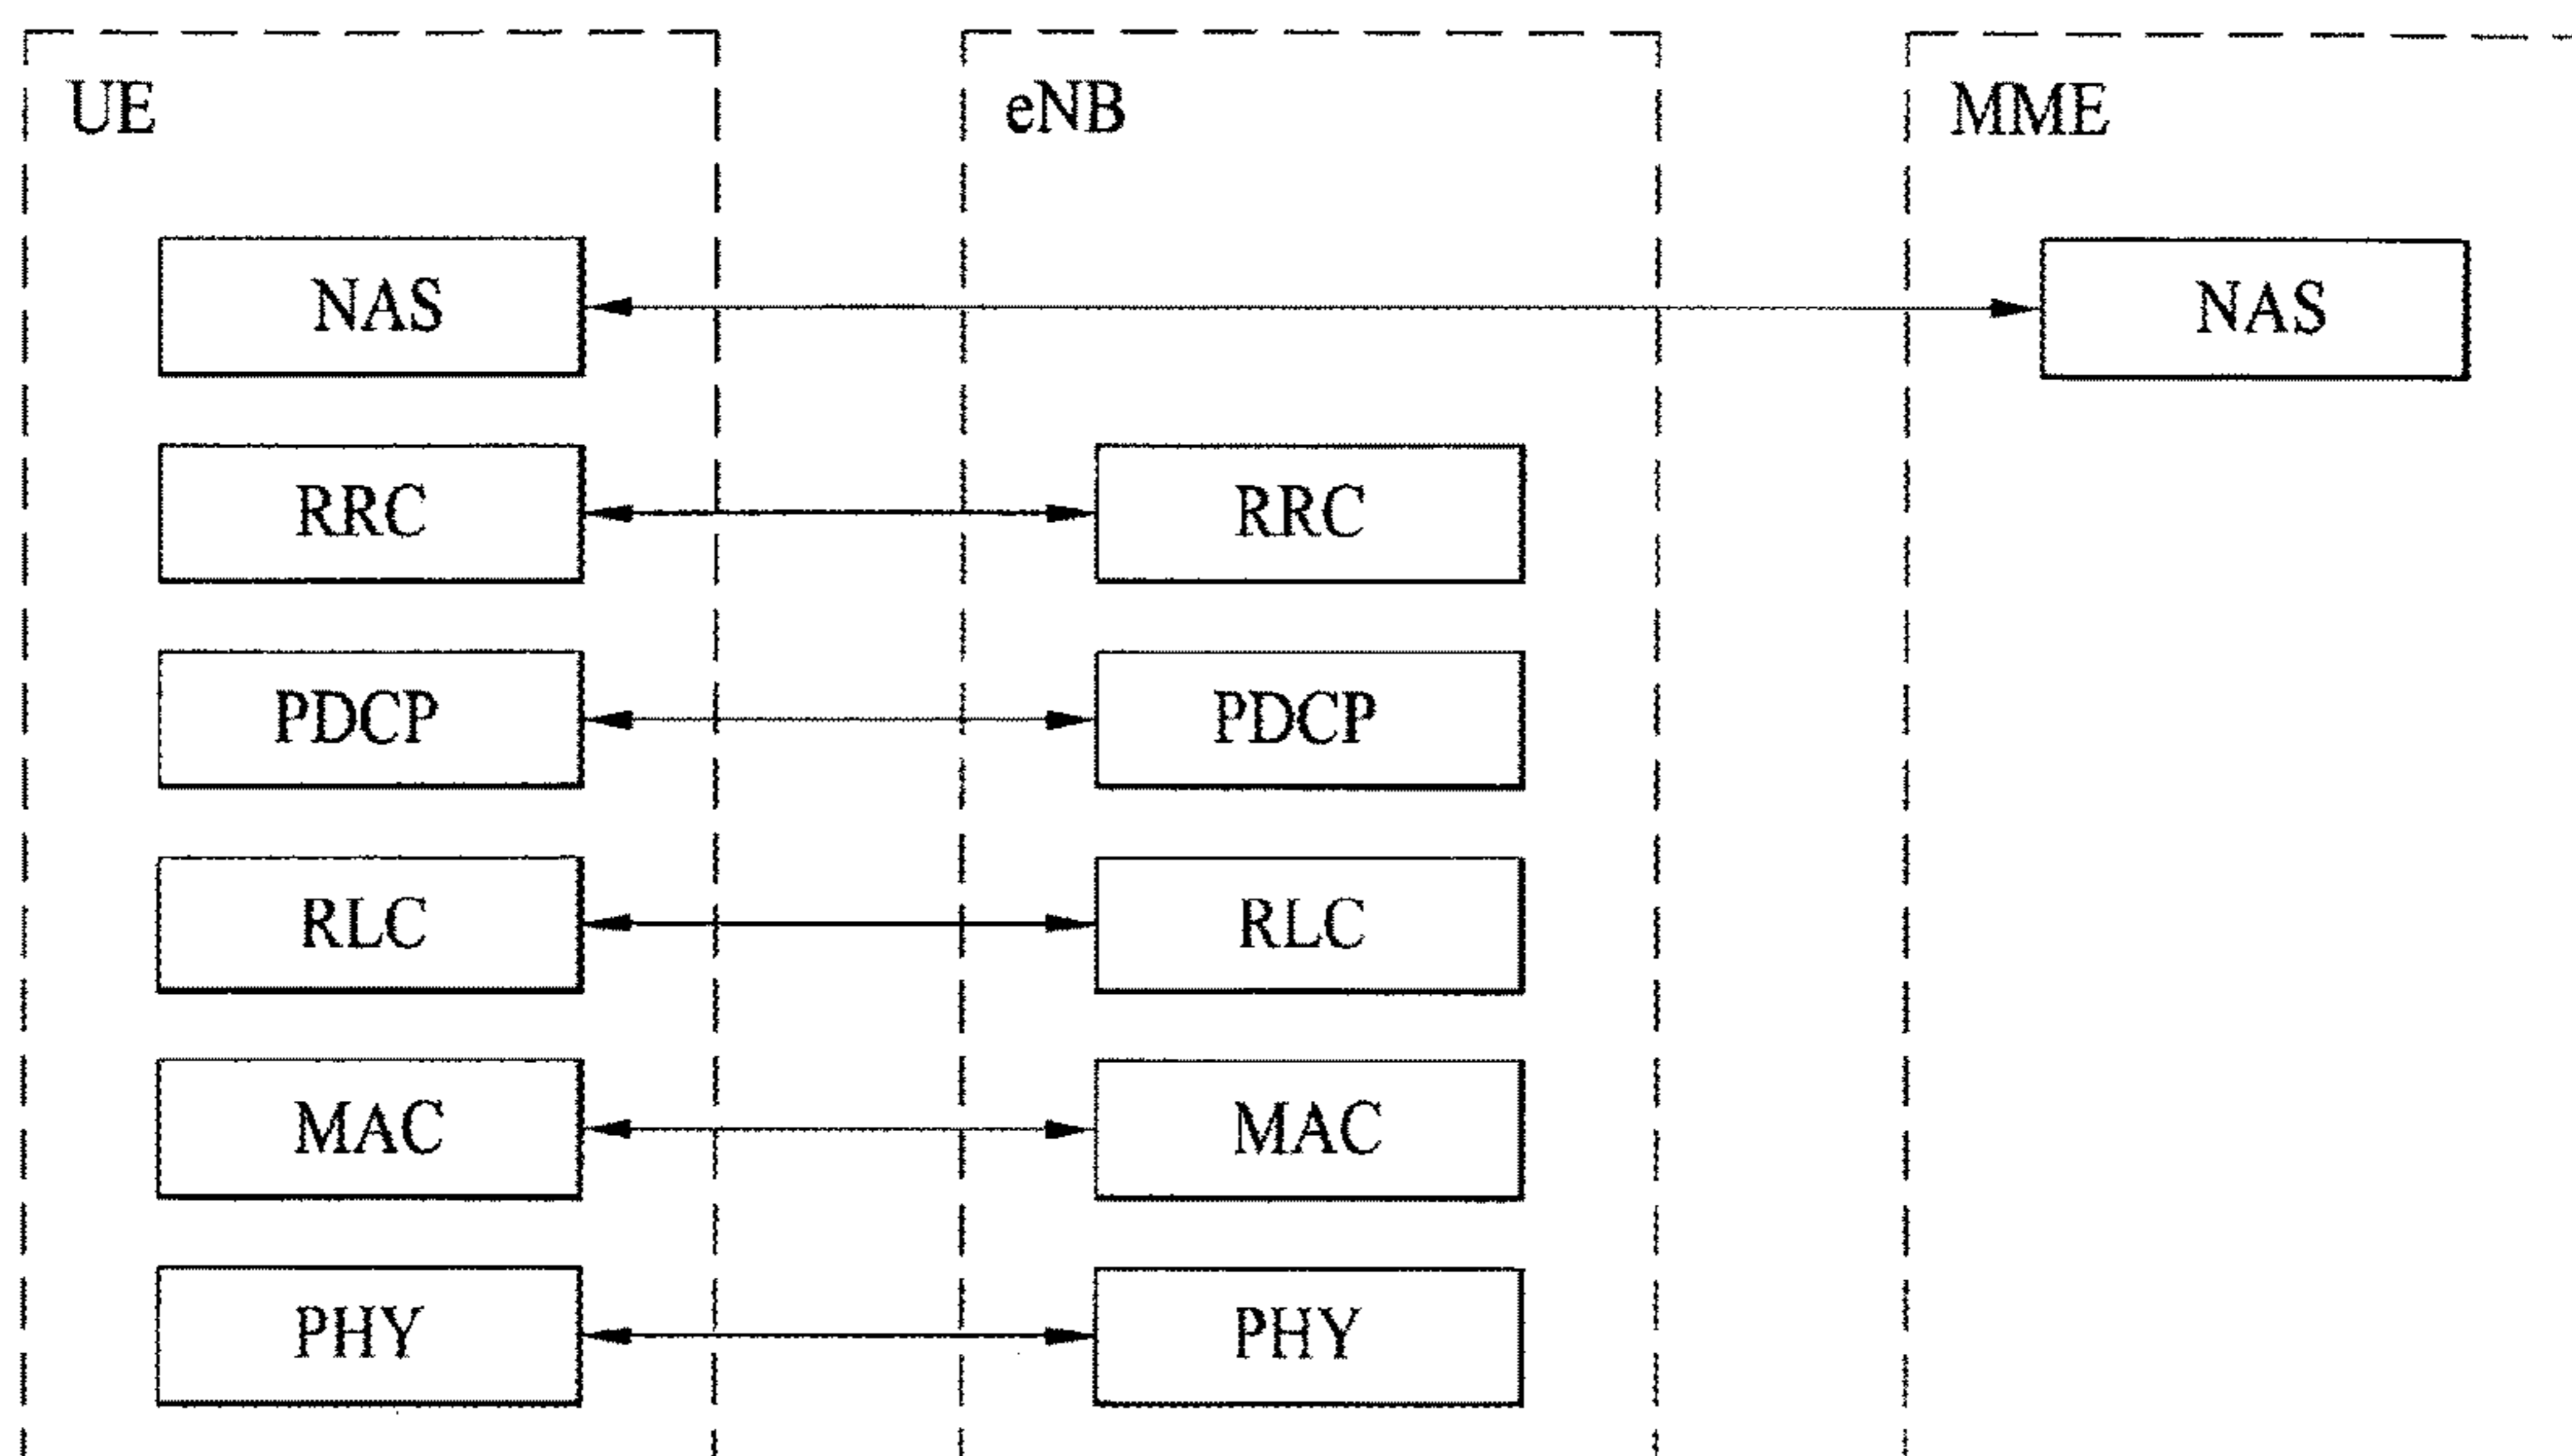 UE eNB MME
NAS NAS
RRC RRC
PDCP PDCP
RLC RLC
MAC MAC
PHY PHY